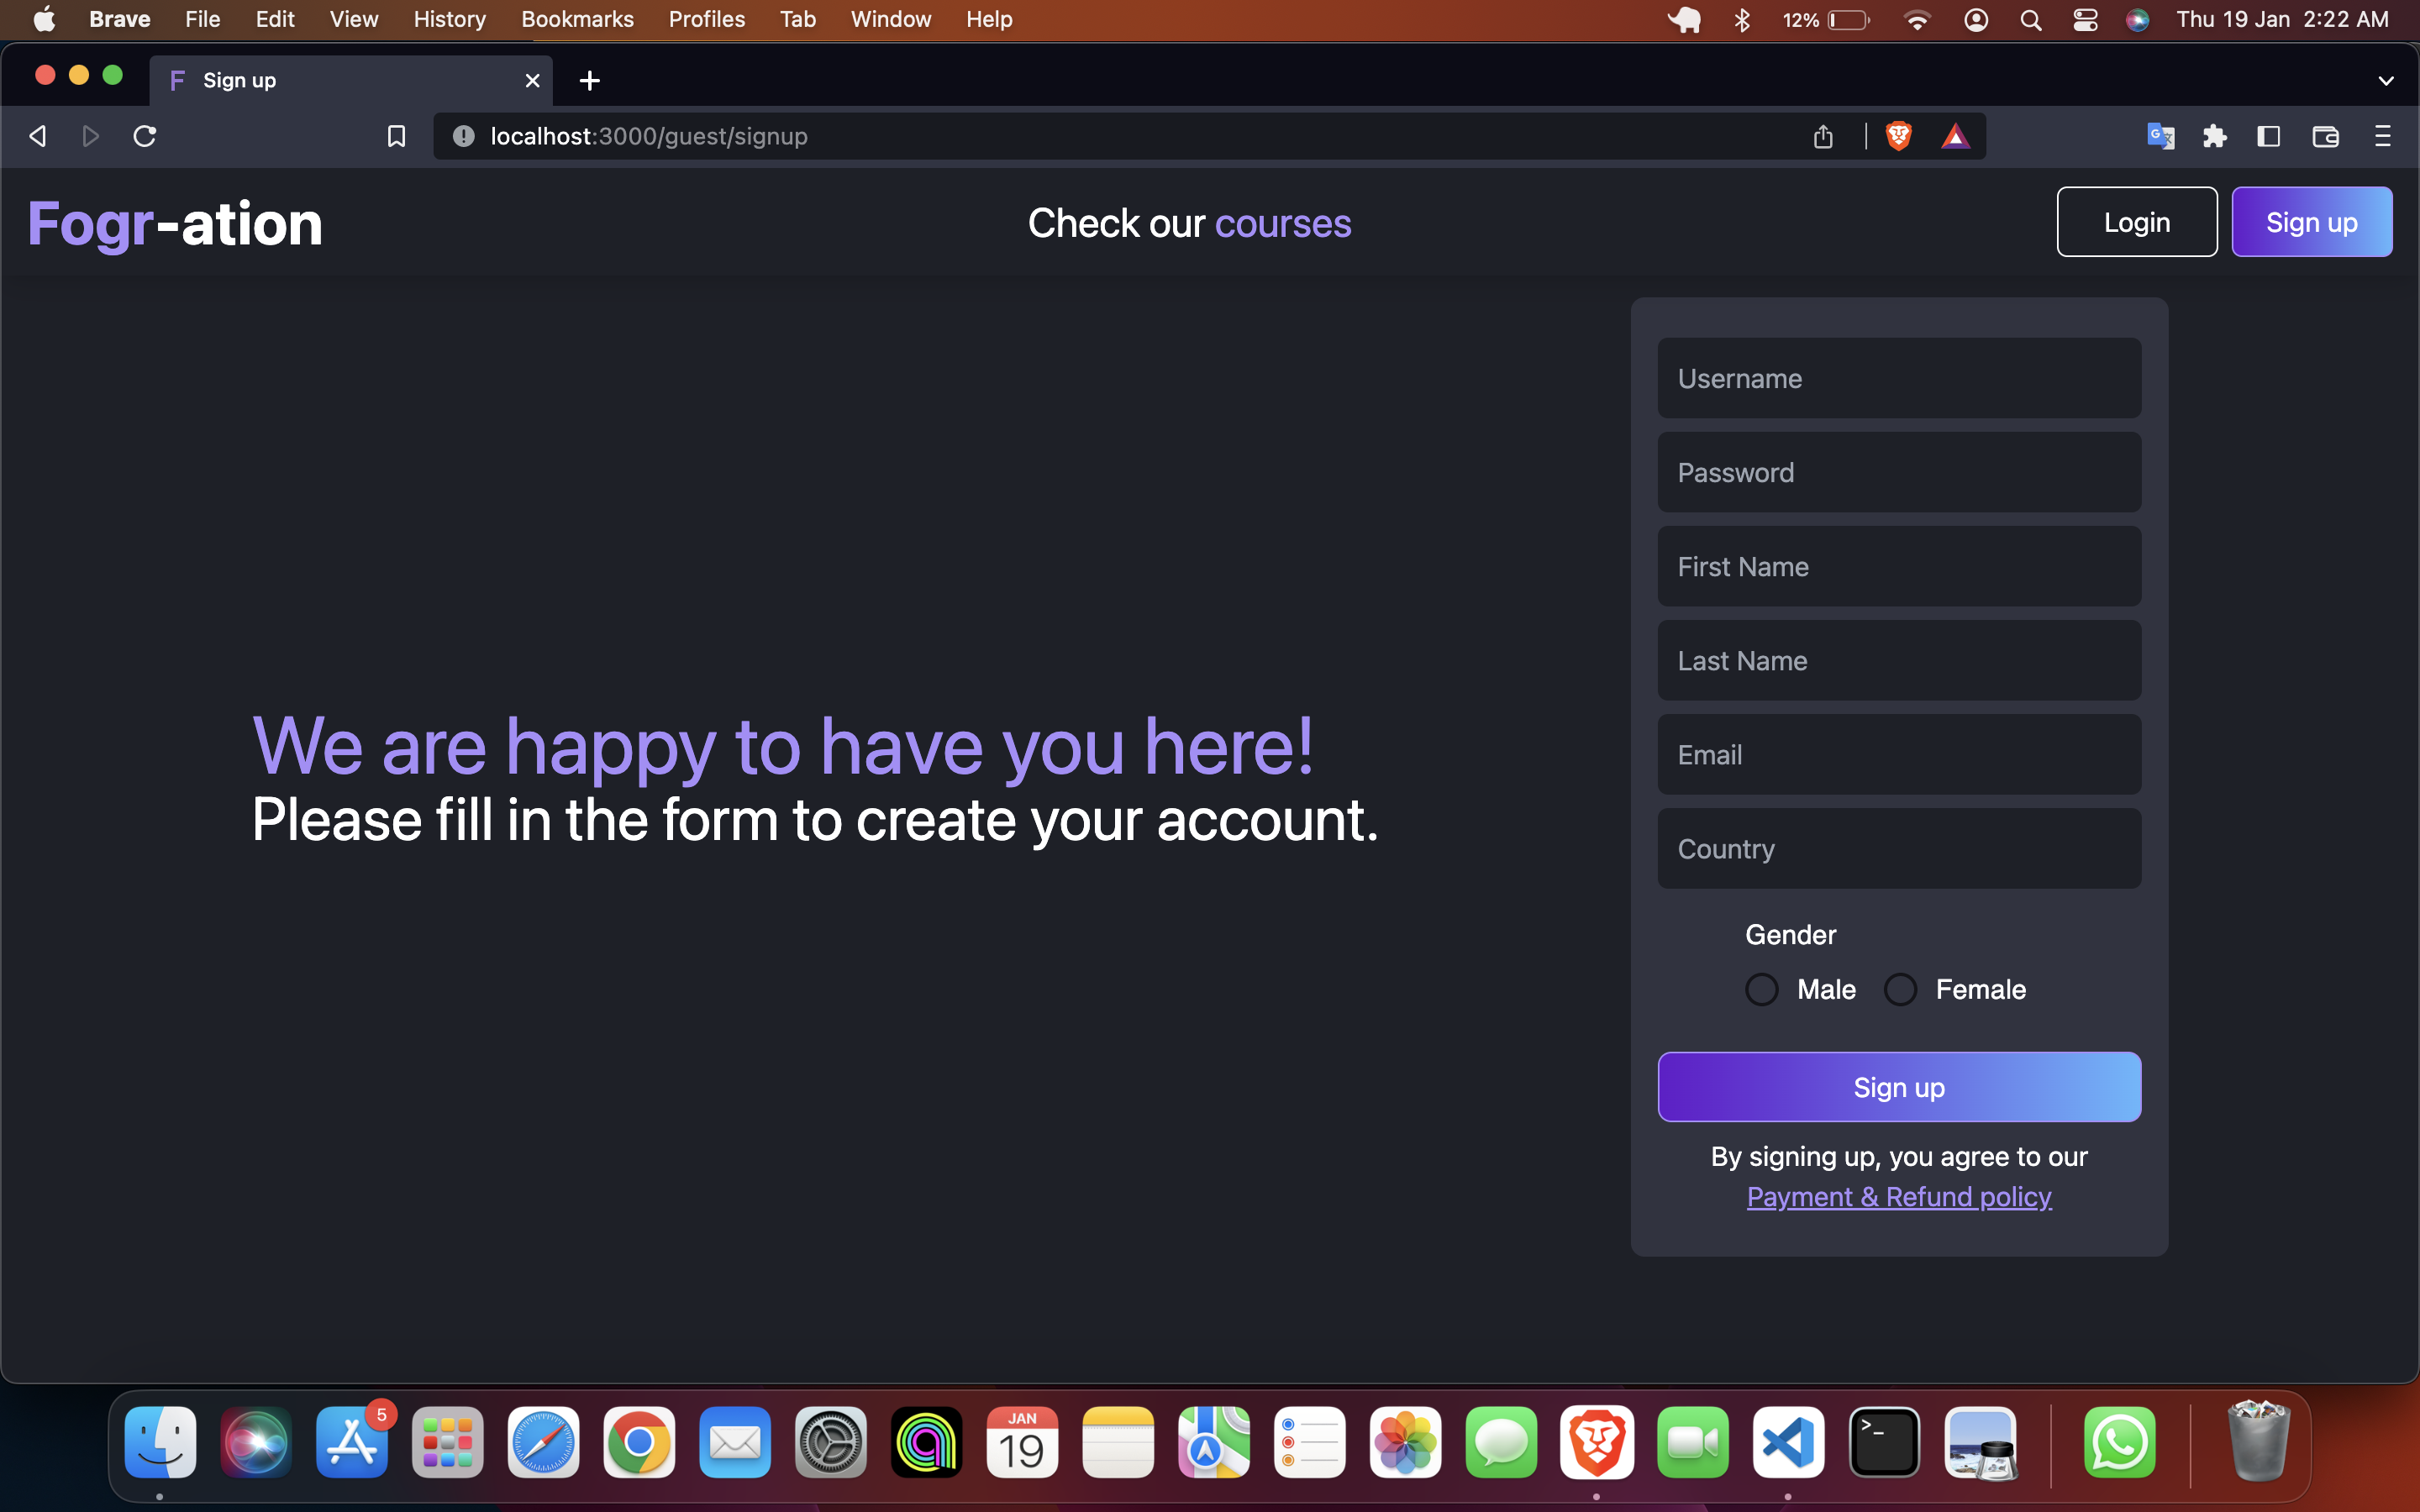 Brave File Edit View History Bookmarks Profiles Tab Window Help 12% Thu 19 Jan 2:22 AM
F Sign up
localhost:3000/guest/signup
Fogr-ation Check our courses Login Sign up
Username
Password
First Name
Last Name
Email
Country
Gender
Male Female
Sign up
By signing up, you agree to our
Payment & Refund policy
We are happy to have you here!
Please fill in the form to create your account.
5
JAN
19
>_